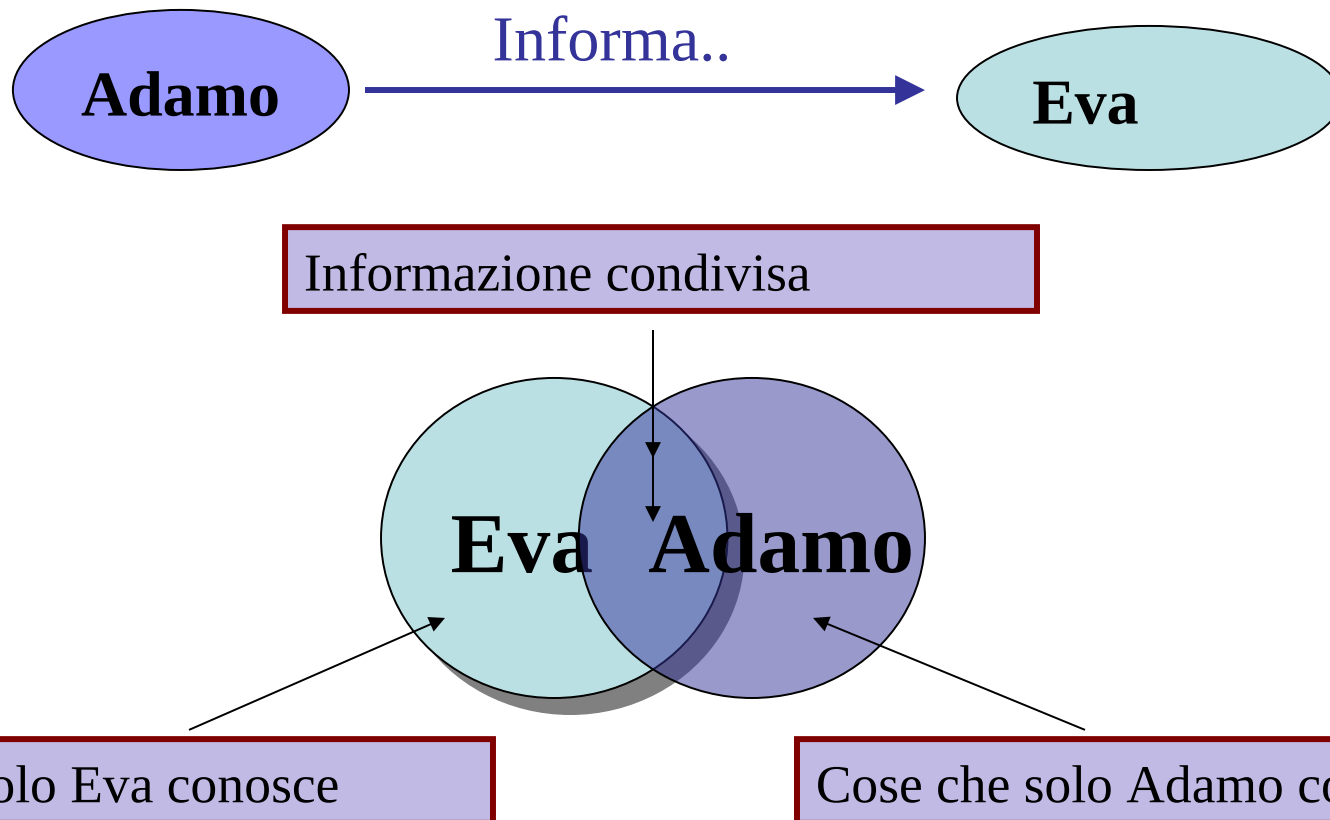 Informa..
Adamo
Eva
Informazione condivisa
Eva
Adamo
olo Eva conosce
Cose che solo Adamo co